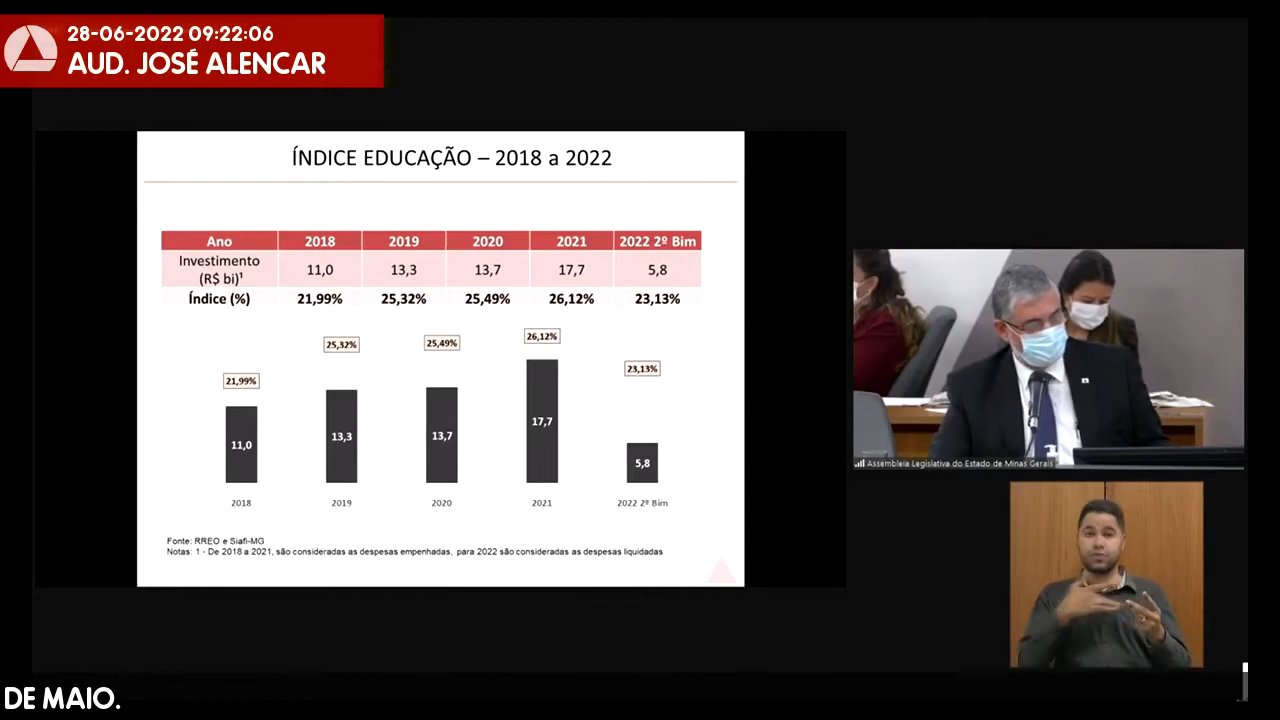 28-06-2022 09:22:06
AUD. JOSÉ ALENCAR
ÍNDICE EDUCAÇÃO – 2018 a 2022
Ano 2018 2019 2020 2021 2022 2º Bim
Investimento (R$ bi)¹ 11,0 13,3 13,7 17,7 5,8
Índice (%) 21,99% 25,32% 25,49% 26,12% 23,13%
21,99% 25,32% 25,49% 26,12% 23,13%
11,0 13,3 13,7 17,7 5,8
2018 2019 2020 2021 2022 2º Bim
Fonte: RREO e Siafi-MG
Notas: 1 - De 2018 a 2021, são consideradas as despesas empenhadas, para 2022 são consideradas as despesas liquidadas
Assembleia Legislativa do Estado de Minas Gerais
DE MAIO.